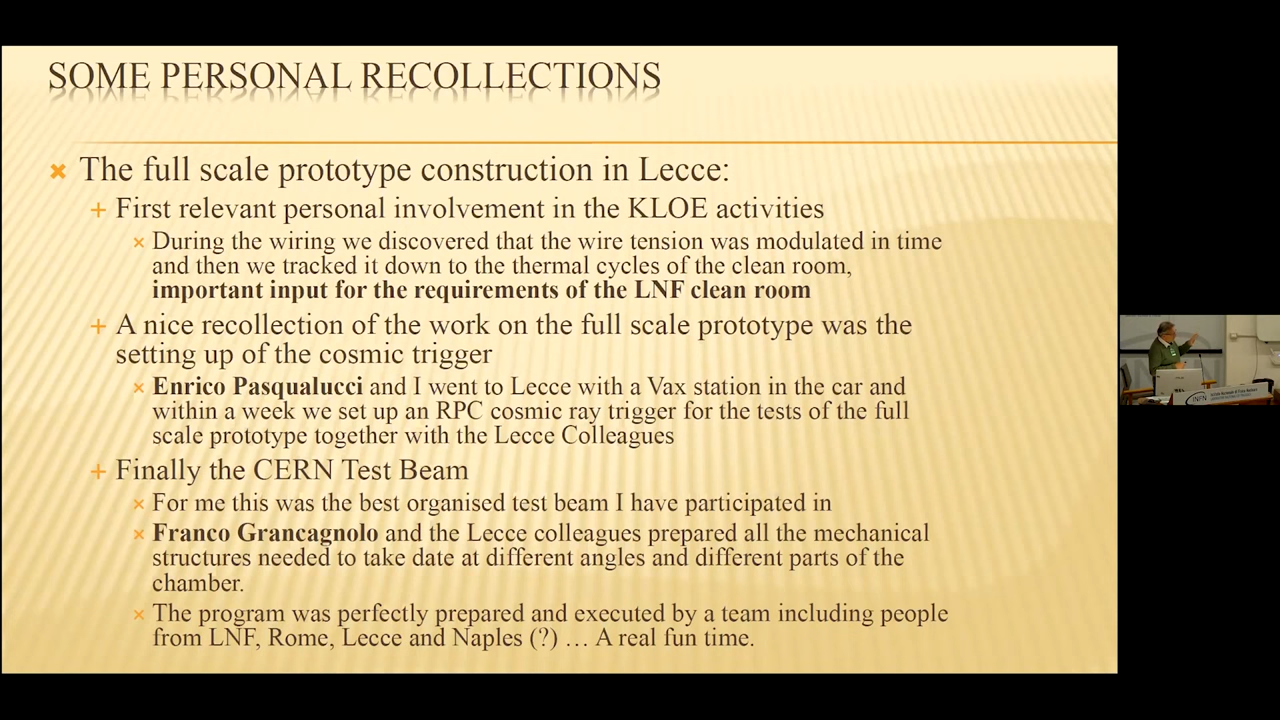 SOME PERSONAL RECOLLECTIONS
The full scale prototype construction in Lecce:
First relevant personal involvement in the KLOE activities
During the wiring we discovered that the wire tension was modulated in time
and then we tracked it down to the thermal cycles of the clean room,
important input for the requirements of the LNF clean room
A nice recollection of the work on the full scale prototype was the
setting up of the cosmic trigger
Enrico Pasqualucci and I went to Lecce with a Vax station in the car and
within a week we set up an RPC cosmic ray trigger for the tests of the full
scale prototype together with the Lecce Colleagues
Finally the CERN Test Beam
For me this was the best organised test beam I have participated in
Franco Grancagnolo and the Lecce colleagues prepared all the mechanical
structures needed to take date at different angles and different parts of the
chamber.
The program was perfectly prepared and executed by a team including people
from LNF, Rome, Lecce and Naples (?) … A real fun time.
INFN